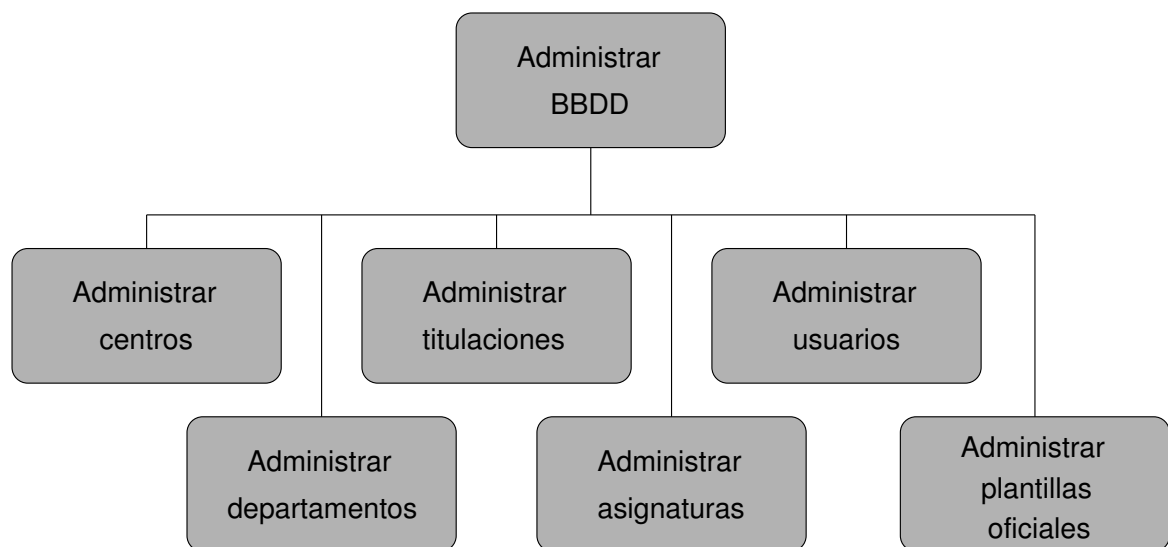 Administrar
BBDD
Administrar
centros
Administrar
titulaciones
Administrar
usuarios
Administrar
departamentos
Administrar
asignaturas
Administrar
plantillas
oficiales